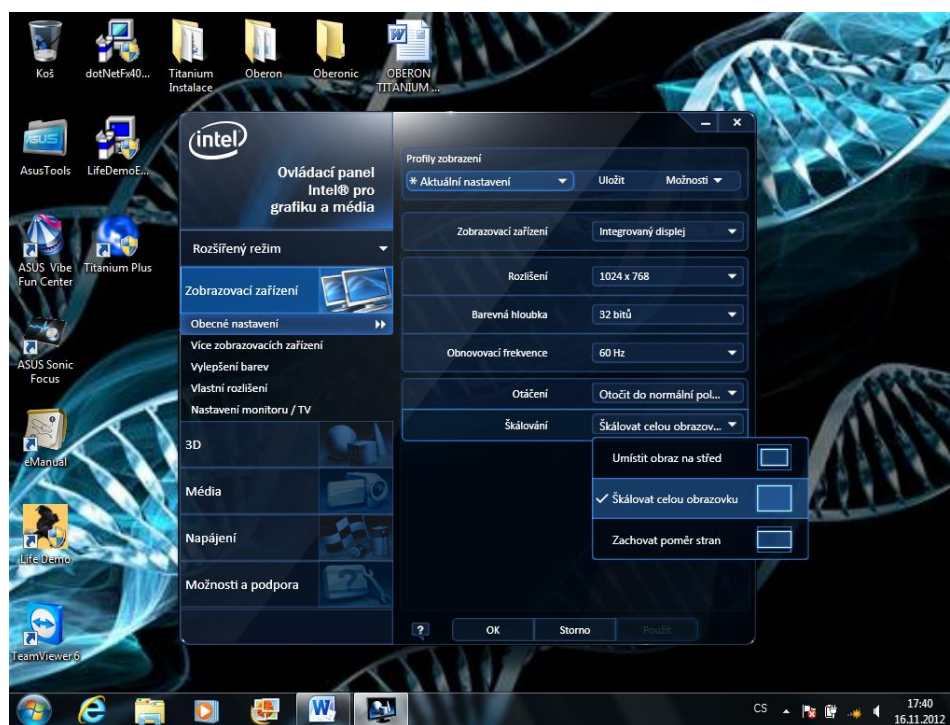 Koš
dotNetFx40...
Titanium
Instalace
Oberon
Oberonic
OBERON
TITANIUM ...
ASUS
AsusTools
LifeDemoE...
ASUS Vibe
Fun Center
Titanium Plus
ASUS Sonic
Focus
eManual
Life Demo
TeamViewer 6
intel
Ovládací panel
Intel® pro
grafiku a média
Rozšířený režim
Zobrazovací zařízení
Obecné nastavení
Více zobrazovacích zařízení
Vylepšení barev
Vlastní rozlišení
Nastavení monitoru / TV
3D
Média
Napájení
Možnosti a podpora
Profily zobrazení
* Aktuální nastavení
Uložit
Možnosti
Zobrazovací zařízení
Integrovaný displej
Rozlišení
1024 x 768
Barevná hloubka
32 bitů
Obnovovací frekvence
60 Hz
Otáčení
Otočit do normální pol...
Škálování
Škálovat celou obrazov...
Umístit obraz na střed
Škálovat celou obrazovku
Zachovat poměr stran
?
OK
Storno
Použít
CS
17:40
16.11.2012